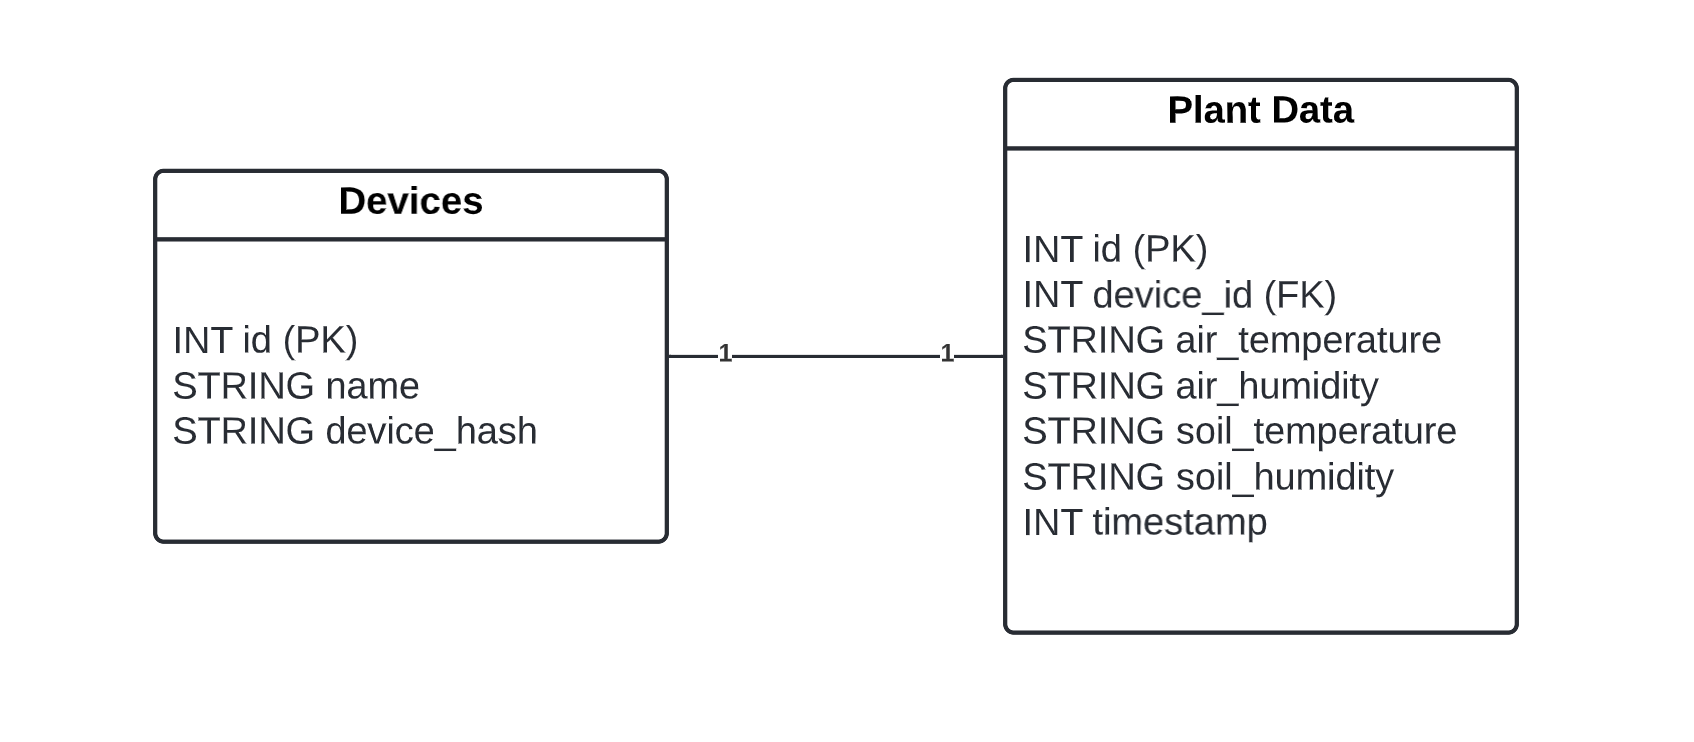 Devices
INT id (PK)
STRING name
STRING device_hash
1
1
Plant Data
INT id (PK)
INT device_id (FK)
STRING air_temperature
STRING air_humidity
STRING soil_temperature
STRING soil_humidity
INT timestamp